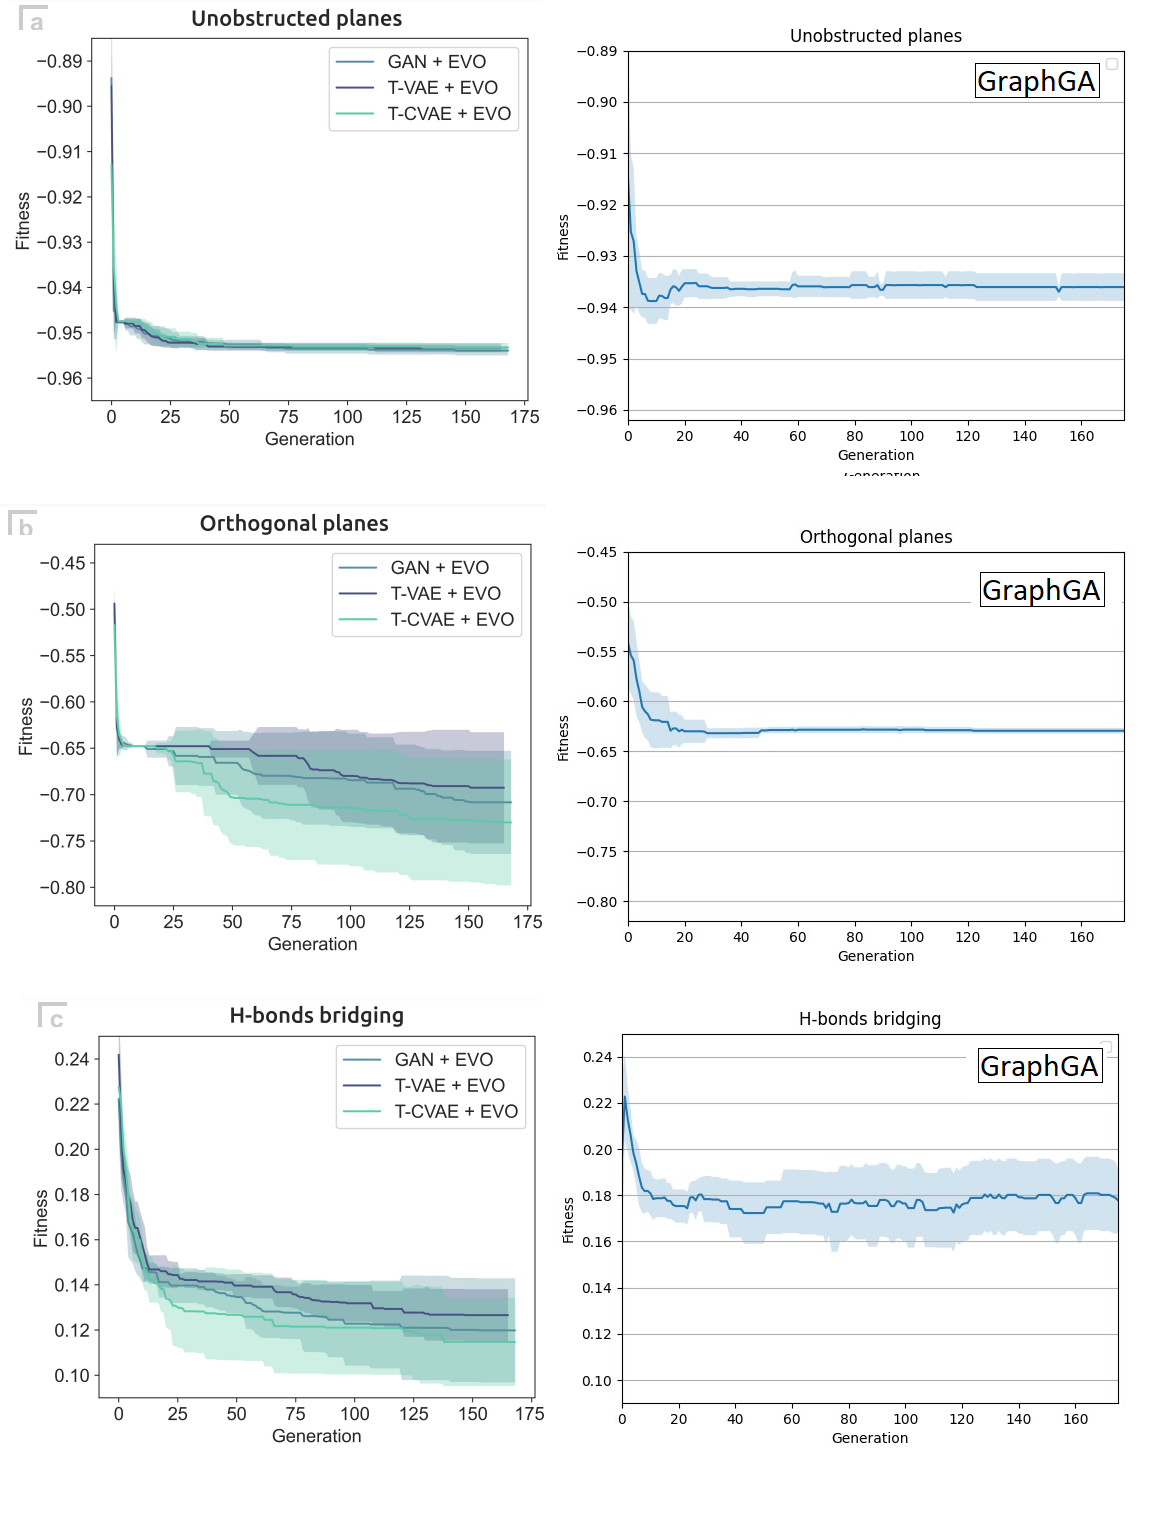 a
Unobstructed planes
GAN + EVO
T-VAE + EVO
T-CVAE + EVO
−0.89
−0.90
−0.91
−0.92
−0.93
−0.94
−0.95
−0.96
Fitness
0 25 50 75 100 125 150 175
Generation
Unobstructed planes
GraphGA
−0.89
−0.90
−0.91
−0.92
−0.93
−0.94
−0.95
−0.96
Fitness
0 20 40 60 80 100 120 140 160
Generation
b
Orthogonal planes
GAN + EVO
T-VAE + EVO
T-CVAE + EVO
−0.45
−0.50
−0.55
−0.60
−0.65
−0.70
−0.75
−0.80
Fitness
0 25 50 75 100 125 150 175
Generation
Orthogonal planes
GraphGA
−0.45
−0.50
−0.55
−0.60
−0.65
−0.70
−0.75
−0.80
Fitness
0 20 40 60 80 100 120 140 160
Generation
c
H-bonds bridging
GAN + EVO
T-VAE + EVO
T-CVAE + EVO
0.24
0.22
0.20
0.18
0.16
0.14
0.12
0.10
Fitness
0 25 50 75 100 125 150 175
Generation
H-bonds bridging
GraphGA
0.24
0.22
0.20
0.18
0.16
0.14
0.12
0.10
Fitness
0 20 40 60 80 100 120 140 160
Generation